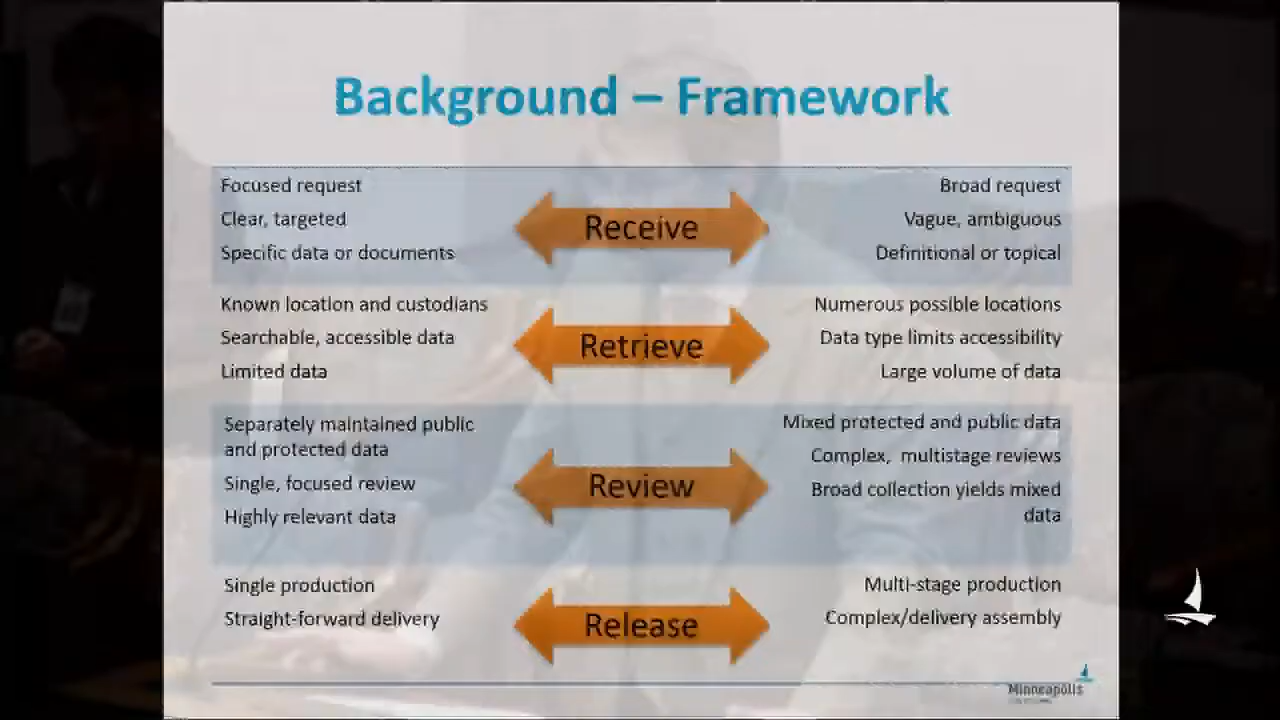 Background – Framework
Focused request
Clear, targeted
Specific data or documents
Receive
Broad request
Vague, ambiguous
Definitional or topical
Known location and custodians
Searchable, accessible data
Limited data
Retrieve
Numerous possible locations
Data type limits accessibility
Large volume of data
Separately maintained public
and protected data
Single, focused review
Highly relevant data
Review
Mixed protected and public data
Complex, multistage reviews
Broad collection yields mixed
data
Single production
Straight-forward delivery
Release
Multi-stage production
Complex/delivery assembly
Minneapolis